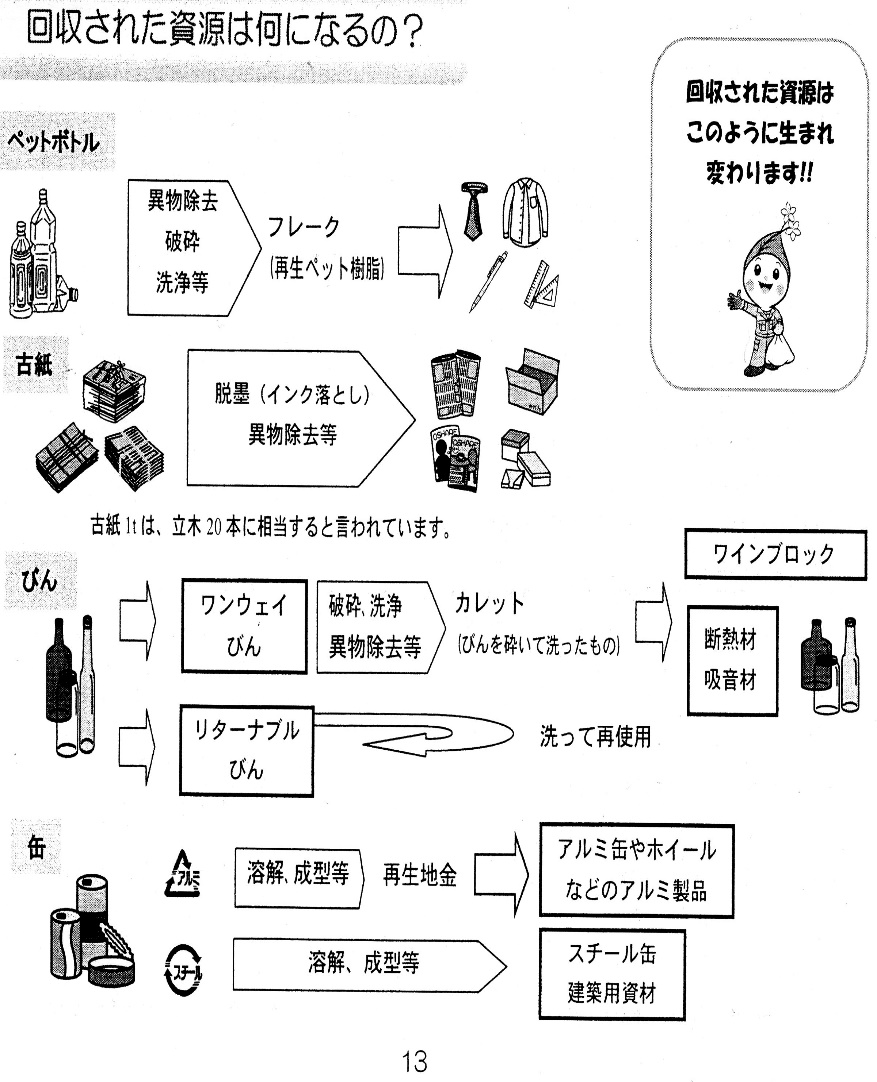 回収された資源は何になるの？
回収された資源は
このように生まれ
変わります!!
ペットボトル
異物除去
破砕
洗浄等
フレーク
(再生ペット樹脂)
古紙
脱墨（インク落とし）
異物除去等
古紙1tは、立木20本に相当すると言われています。
びん
ワンウェイ
びん
破砕、洗浄
異物除去等
カレット
(びんを砕いて洗ったもの)
ワインブロック
断熱材
吸音材
リターナブル
びん
洗って再使用
缶
アルミ
溶解、成型等
再生地金
アルミ缶やホイール
などのアルミ製品
スチール
溶解、成型等
スチール缶
建築用資材
13